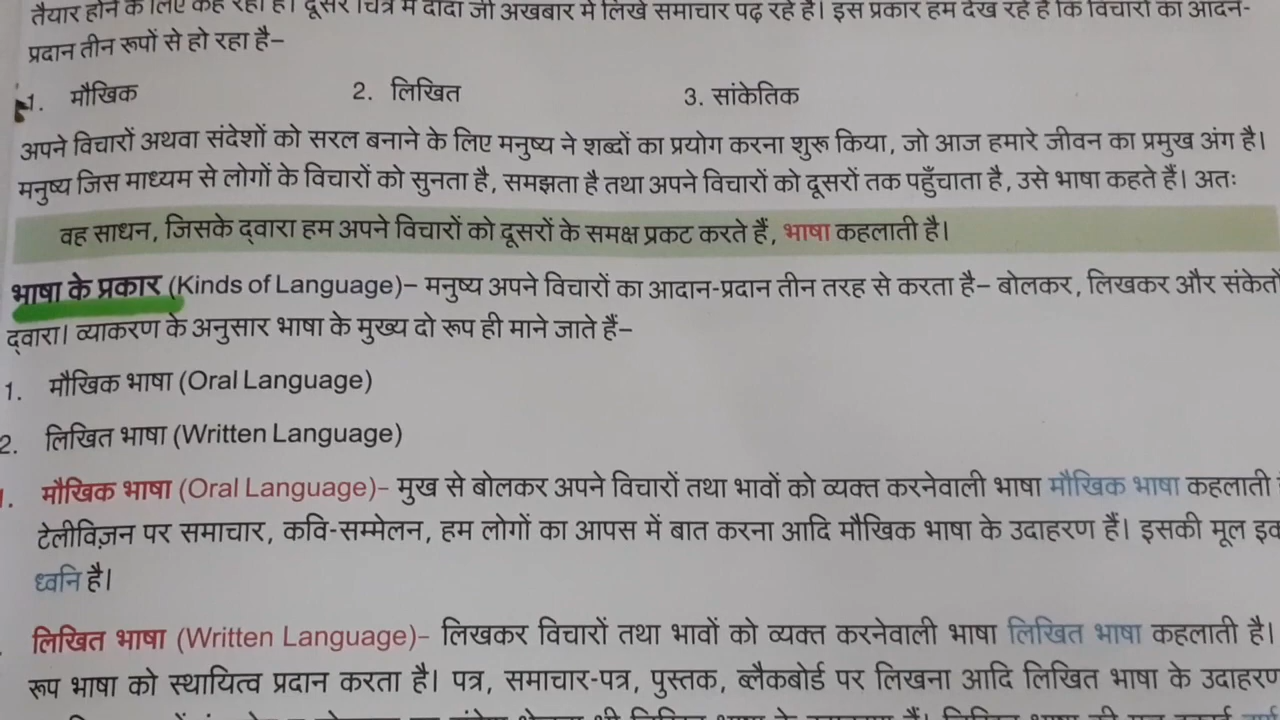 तैयार होने के लिए कह रहा है। दूसरे चित्र में दादा जी अखबार में लिखे समाचार पढ़ रहे हैं। इस प्रकार हम देख रहे हैं कि विचारों का आदन-
प्रदान तीन रूपों से हो रहा है–
1. मौखिक 2. लिखित 3. सांकेतिक
अपने विचारों अथवा संदेशों को सरल बनाने के लिए मनुष्य ने शब्दों का प्रयोग करना शुरू किया, जो आज हमारे जीवन का प्रमुख अंग है।
मनुष्य जिस माध्यम से लोगों के विचारों को सुनता है, समझता है तथा अपने विचारों को दूसरों तक पहुँचाता है, उसे भाषा कहते हैं। अतः
वह साधन, जिसके द्वारा हम अपने विचारों को दूसरों के समक्ष प्रकट करते हैं, भाषा कहलाती है।
भाषा के प्रकार (Kinds of Language)– मनुष्य अपने विचारों का आदान-प्रदान तीन तरह से करता है– बोलकर, लिखकर और संकेतों
द्वारा। व्याकरण के अनुसार भाषा के मुख्य दो रूप ही माने जाते हैं–
1. मौखिक भाषा (Oral Language)
2. लिखित भाषा (Written Language)
1. मौखिक भाषा (Oral Language)– मुख से बोलकर अपने विचारों तथा भावों को व्यक्त करनेवाली भाषा मौखिक भाषा कहलाती
टेलीविज़न पर समाचार, कवि-सम्मेलन, हम लोगों का आपस में बात करना आदि मौखिक भाषा के उदाहरण हैं। इसकी मूल
ध्वनि है।
लिखित भाषा (Written Language)– लिखकर विचारों तथा भावों को व्यक्त करनेवाली भाषा लिखित भाषा कहलाती है।
रूप भाषा को स्थायित्व प्रदान करता है। पत्र, समाचार-पत्र, पुस्तक, ब्लैकबोर्ड पर लिखना आदि लिखित भाषा के उदाहरण